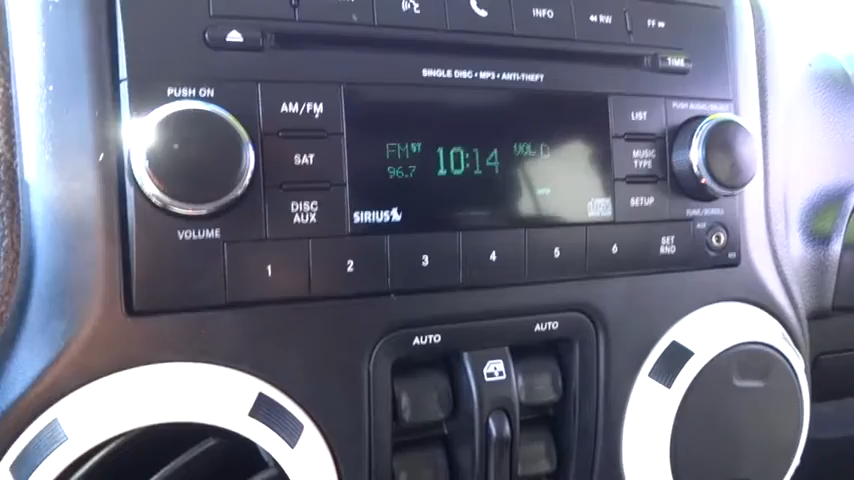 INFO
◄◄ RW
FF ►►
TIME
SINGLE DISC • MP3 • ANTI-THEFT
PUSH ON
AM/FM
SAT
DISC
AUX
VOLUME
FM ST
96.7
10:14
VOL 0
SIRIUS
LIST
MUSIC
TYPE
SETUP
PUSH AUDIO/SELECT
TUNE/SCROLL
AUX
1
2
3
4
5
6
SET
RND
AUTO
AUTO